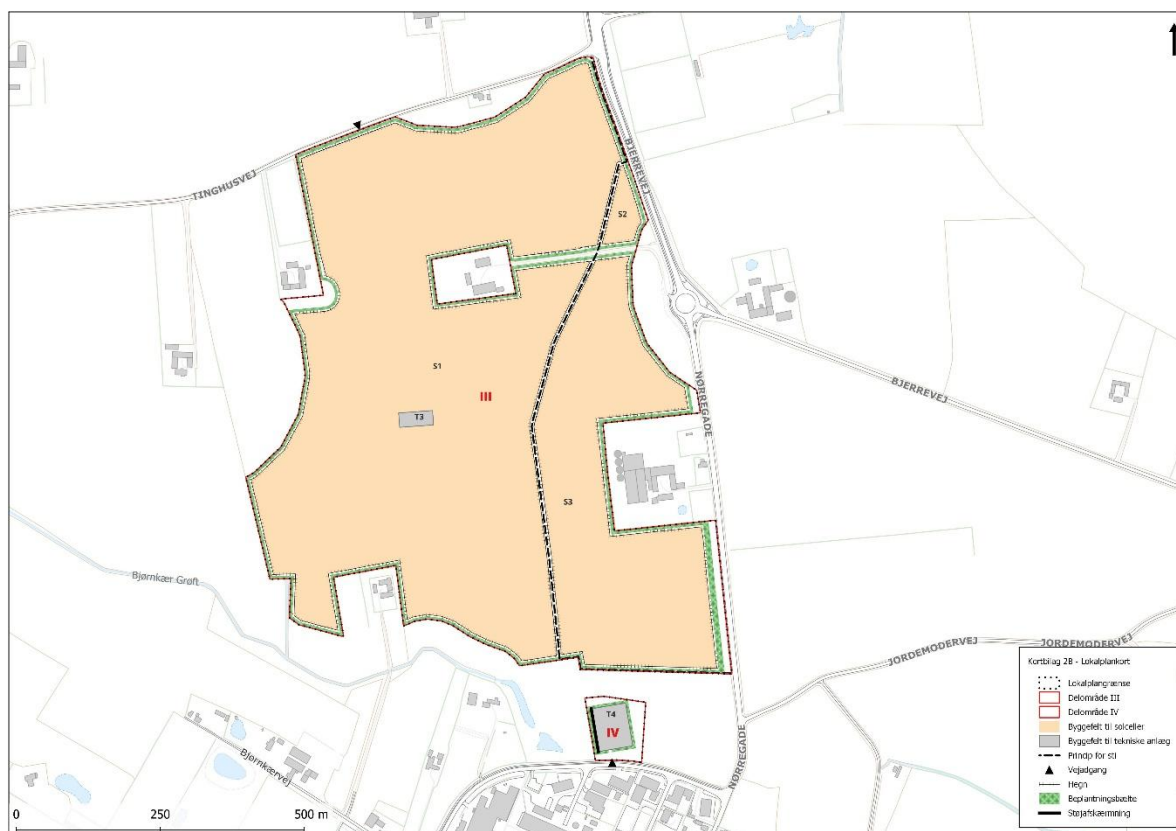 BJERREVEJ
TINGHUSVEJ
S2
S1
III
T3
NØRREGADE
BJERREVEJ
S3
Bjørnkær Grøft
JORDEMODERVEJ
JORDEMODERVEJ
T4
IV
NØRREGADE
Bjørnkærvej
0
250
500 m
Kortbilag 2B - Lokalplankort
Lokalplangrænse
Delområde III
Delområde IV
Byggefelt til solceller
Byggefelt til tekniske anlæg
Princip for sti
Vejadgang
Hegn
Beplantningsbælte
Støjafskærmning